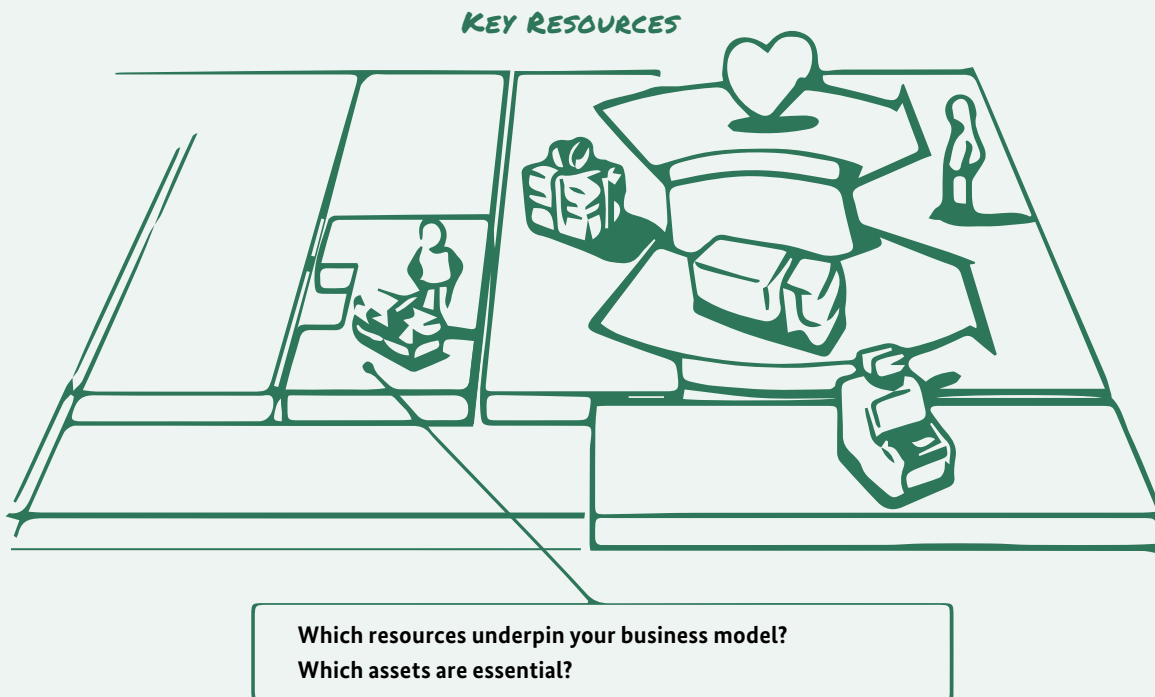 KEY RESOURCES
Which resources underpin your business model?
Which assets are essential?